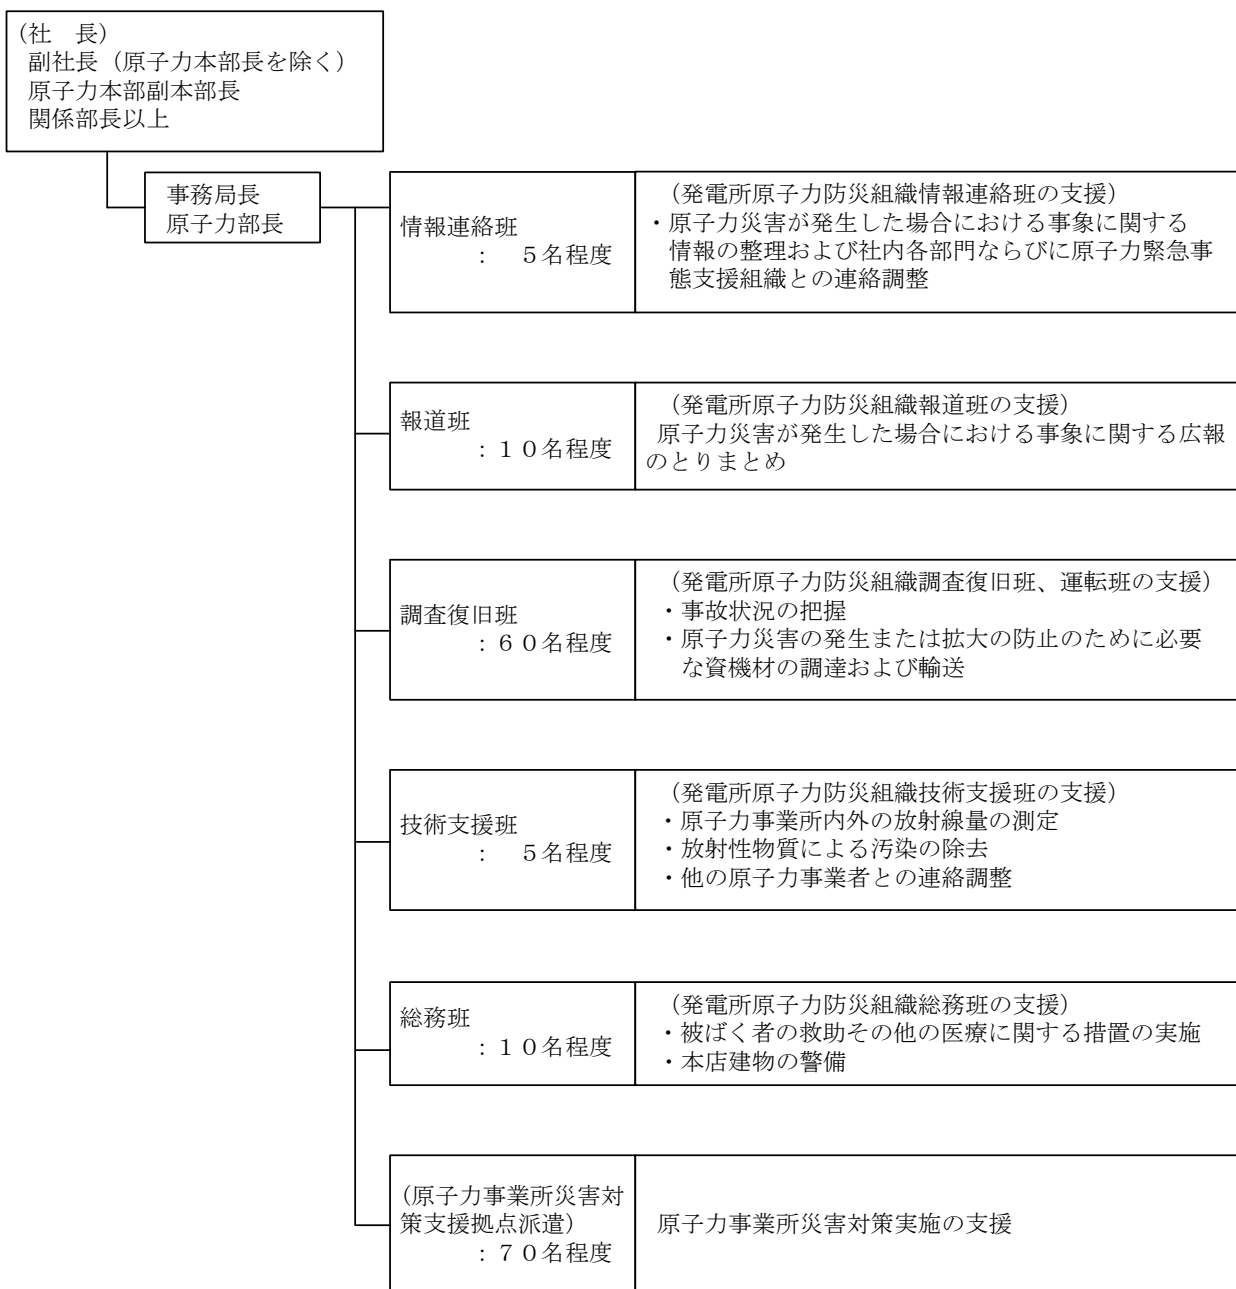 (社　長)
副社長（原子力本部長を除く）
原子力本部副本部長
関係部長以上
事務局長
原子力部長
情報連絡班
：　５名程度
（発電所原子力防災組織情報連絡班の支援）
・原子力災害が発生した場合における事象に関する
情報の整理および社内各部門ならびに原子力緊急事
態支援組織との連絡調整
報道班
：１０名程度
（発電所原子力防災組織報道班の支援）
原子力災害が発生した場合における事象に関する広報
のとりまとめ
調査復旧班
：６０名程度
（発電所原子力防災組織調査復旧班、運転班の支援）
・事故状況の把握
・原子力災害の発生または拡大の防止のために必要
な資機材の調達および輸送
技術支援班
：　５名程度
（発電所原子力防災組織技術支援班の支援）
・原子力事業所内外の放射線量の測定
・放射性物質による汚染の除去
・他の原子力事業者との連絡調整
総務班
：１０名程度
（発電所原子力防災組織総務班の支援）
・被ばく者の救助その他の医療に関する措置の実施
・本店建物の警備
（原子力事業所災害対
策支援拠点派遣）
：７０名程度
原子力事業所災害対策実施の支援